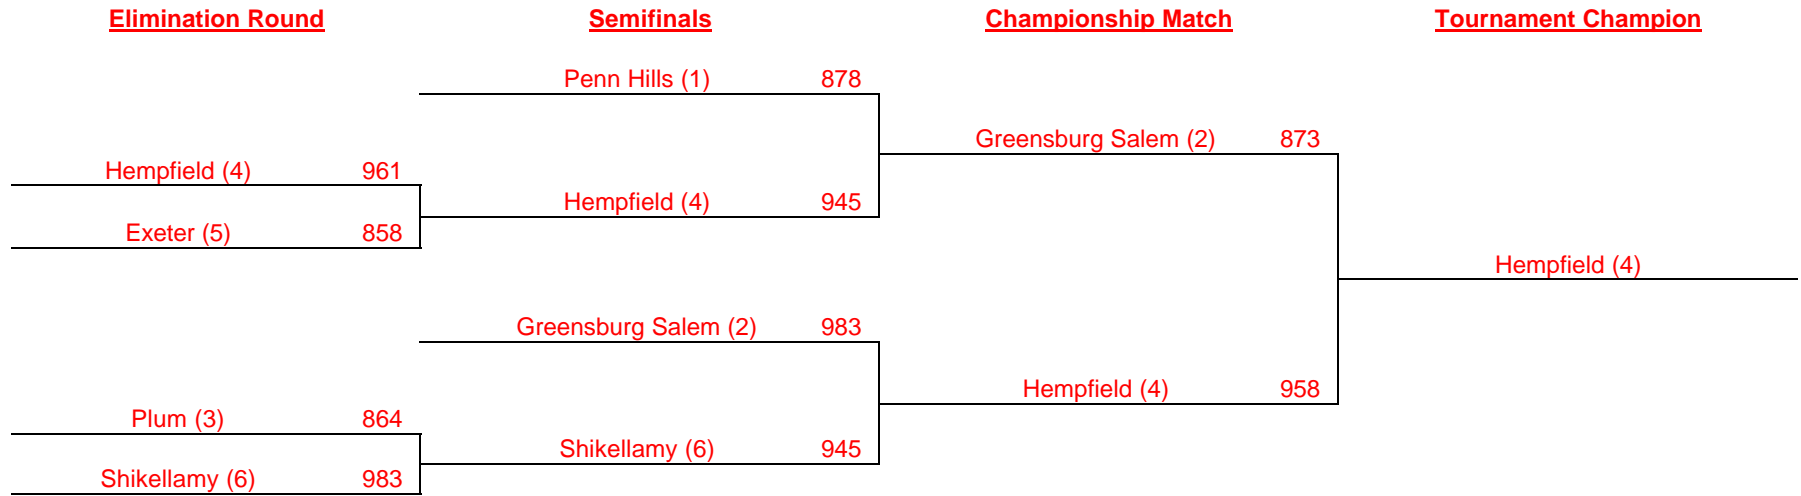 Elimination Round Semifinals Championship Match Tournament Champion
Penn Hills (1) 878
Greensburg Salem (2) 873
Hempfield (4) 961
Hempfield (4) 945
Exeter (5) 858
Hempfield (4)
Greensburg Salem (2) 983
Hempfield (4) 958
Plum (3) 864
Shikellamy (6) 945
Shikellamy (6) 983